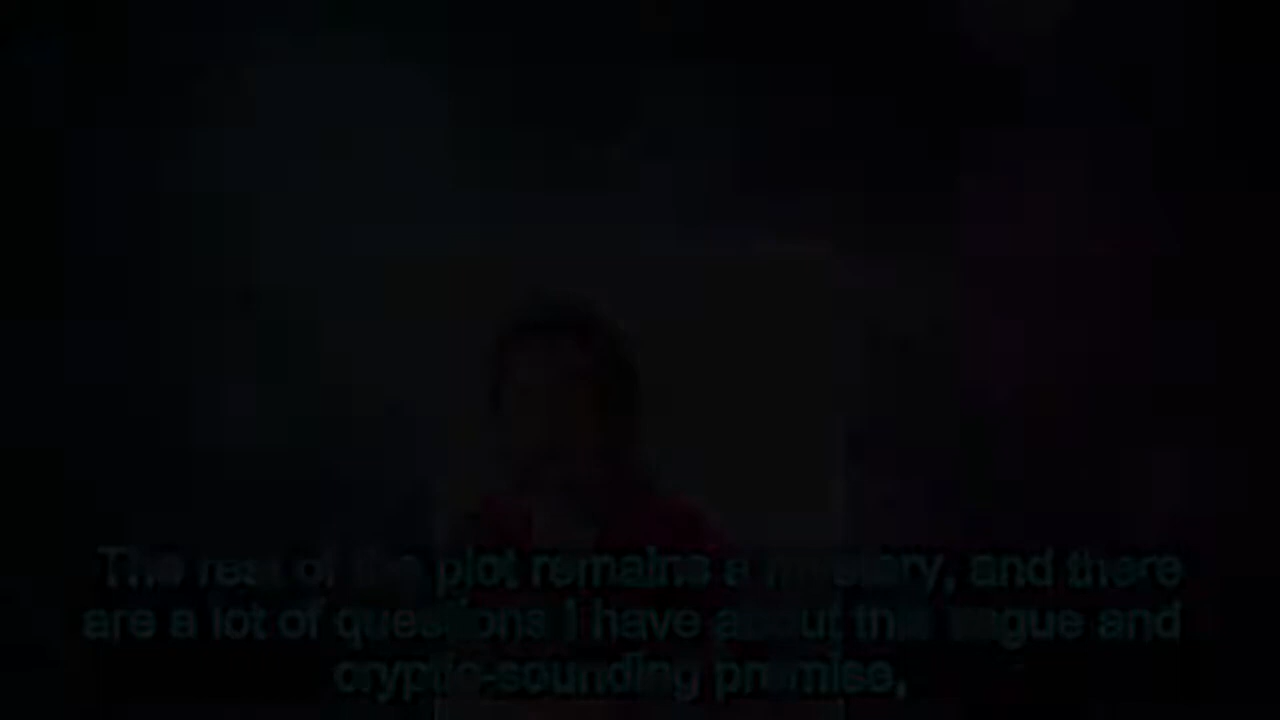 The rest of the plot remains a mystery, and there
are a lot of questions I have about this vague and
cryptic-sounding premise,